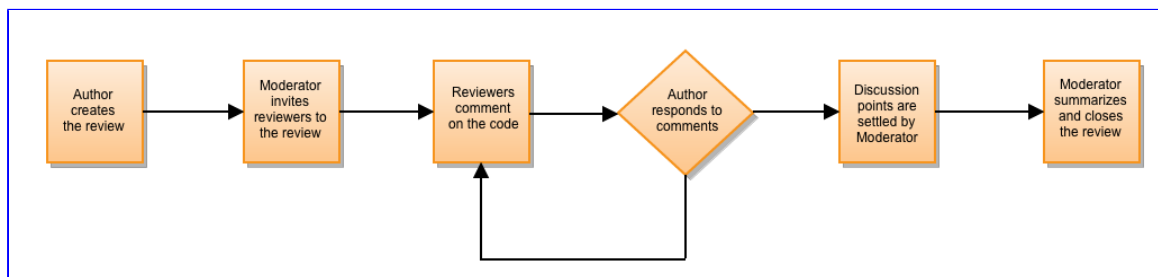 Author
creates
the review
Moderator
invites
reviewers to
the review
Reviewers
comment
on the code
Author
responds to
comments
Discussion
points are
settled by
Moderator
Moderator
summarizes
and closes
the review